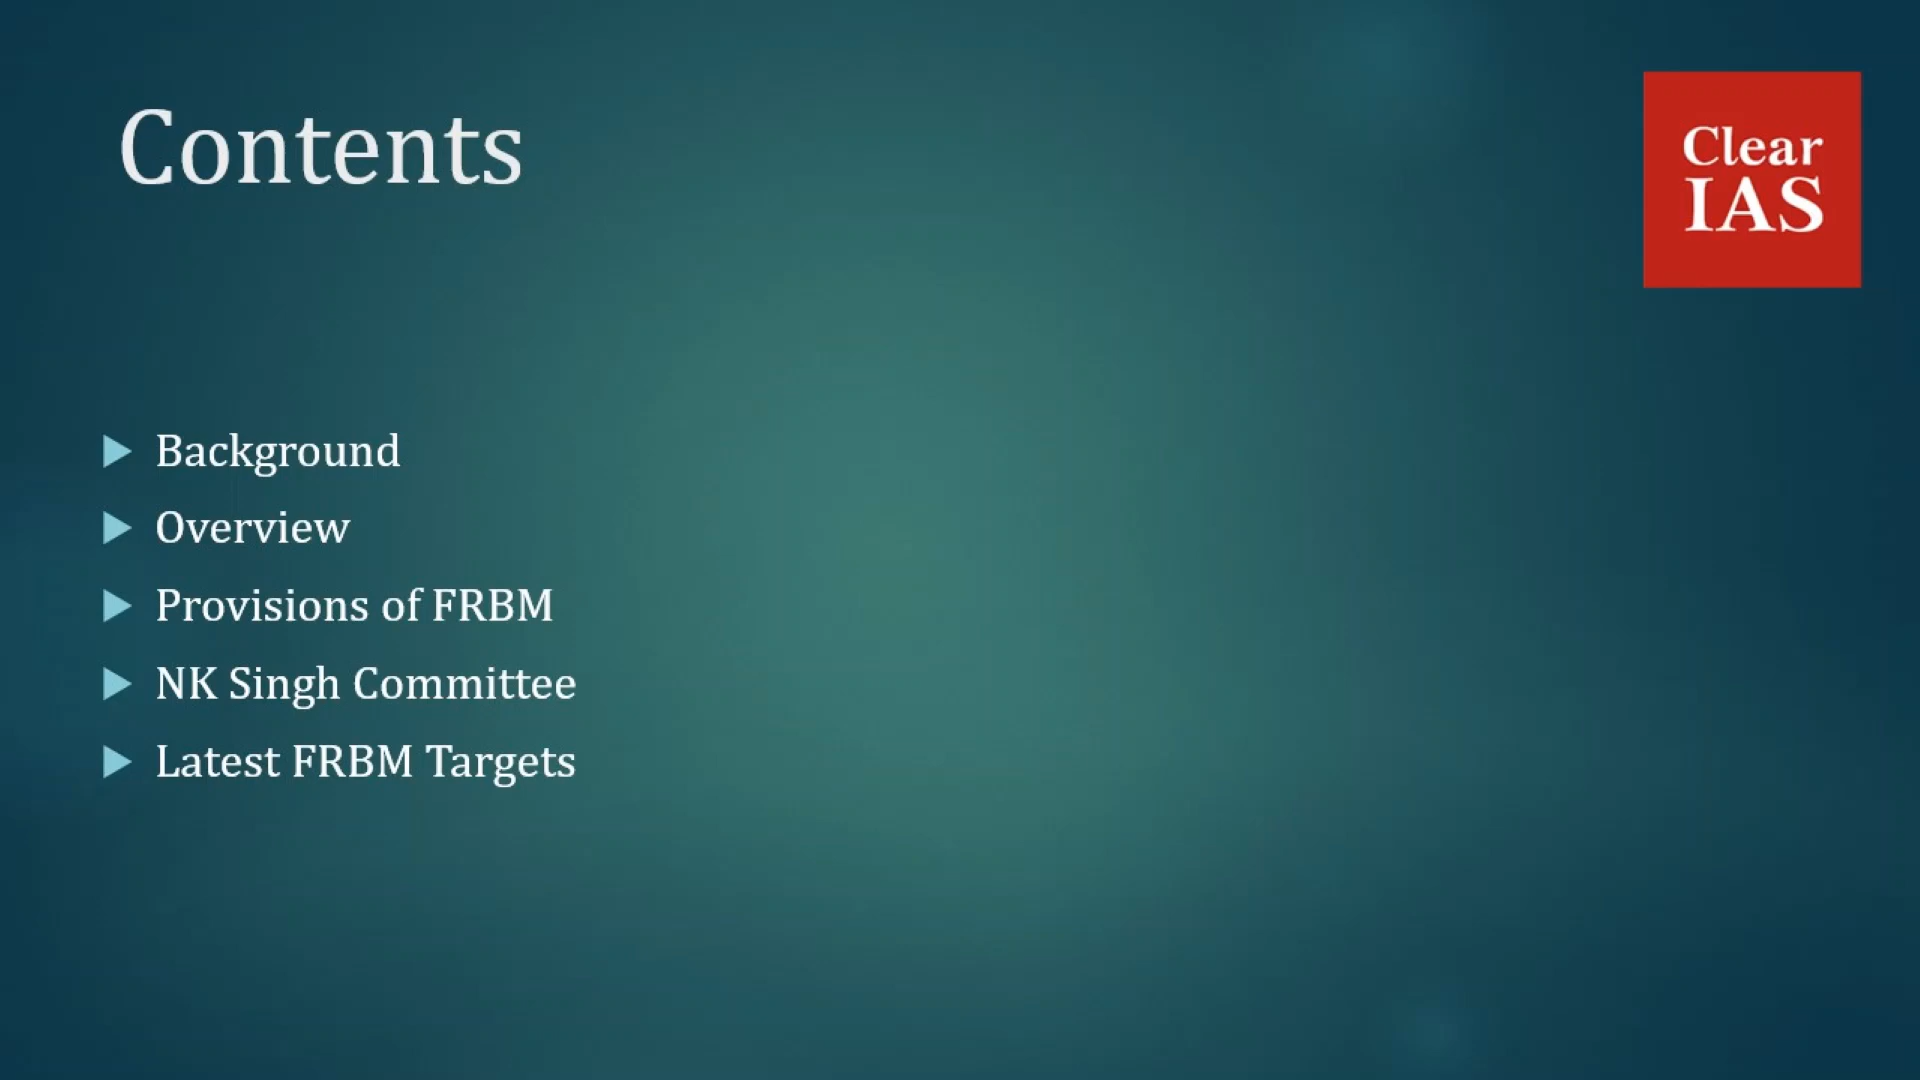 Contents
Clear
IAS
Background
Overview
Provisions of FRBM
NK Singh Committee
Latest FRBM Targets